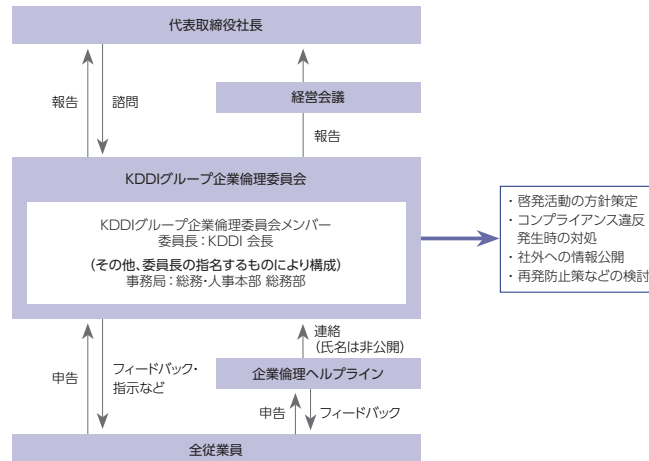 代表取締役社長
報告
諮問
経営会議
報告
KDDIグループ企業倫理委員会
KDDIグループ企業倫理委員会メンバー
委員長：KDDI 会長
(その他、委員長の指名するものにより構成)
事務局：総務・人事本部 総務部
・啓発活動の方針策定
・コンプライアンス違反
発生時の対処
・社外への情報公開
・再発防止策などの検討
申告
フィードバック・
指示など
連絡
(氏名は非公開)
企業倫理ヘルプライン
申告
フィードバック
全従業員